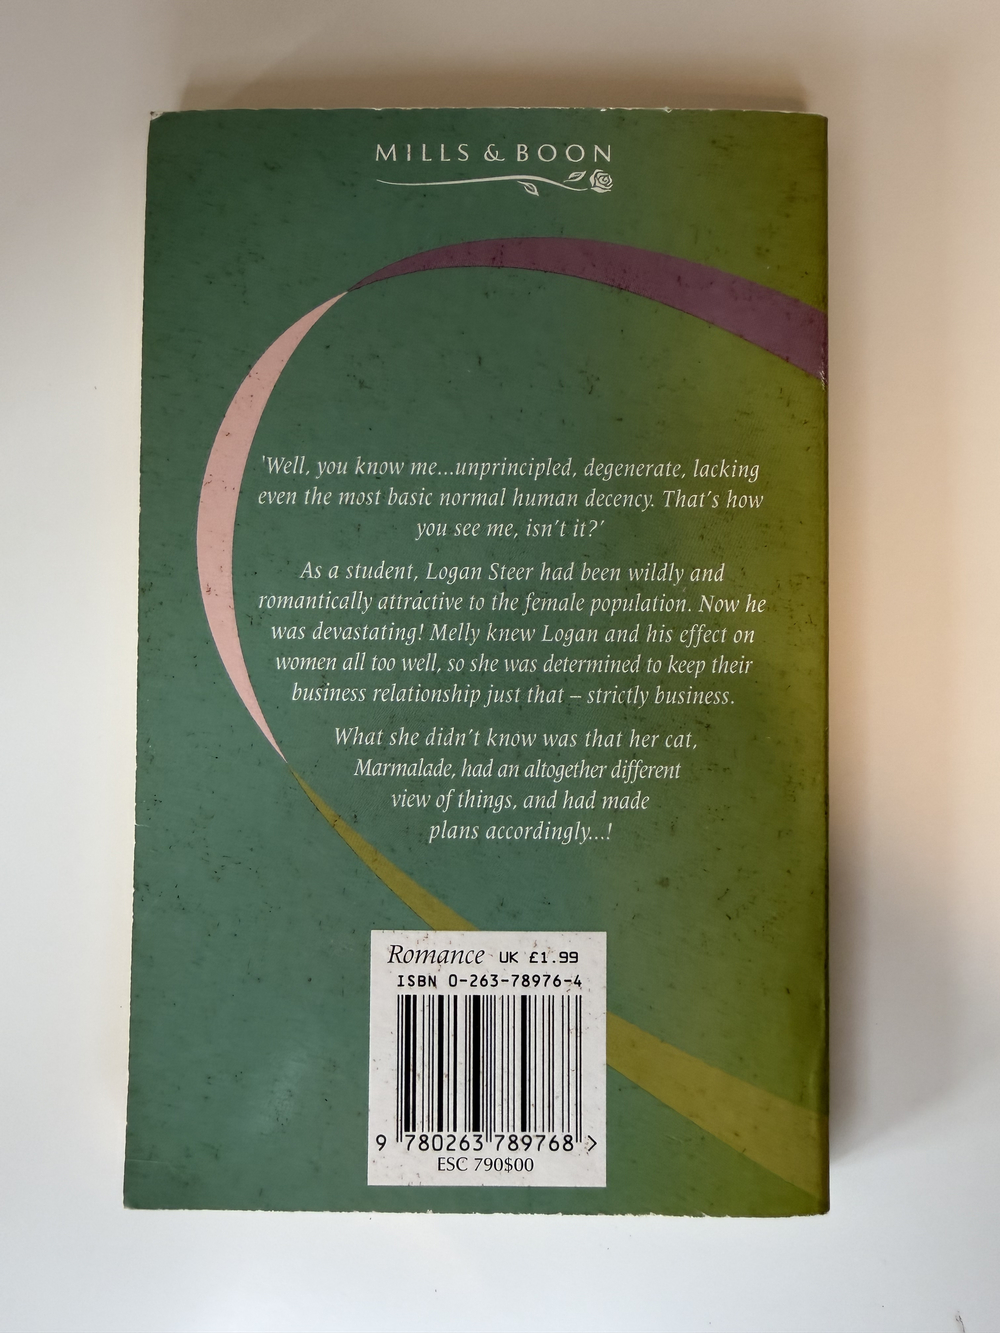 MILLS & BOON
'Well, you know me...unprincipled, degenerate, lacking
even the most basic normal human decency. That's how
you see me, isn't it?'
As a student, Logan Steer had been wildly and
romantically attractive to the female population. Now he
was devastating! Melly knew Logan and his effect on
women all too well, so she was determined to keep their
business relationship just that – strictly business.
What she didn't know was that her cat,
Marmalade, had an altogether different
view of things, and had made
plans accordingly...!
Romance UK £1.99
ISBN 0-263-78976-4
9 780263 789768 >
ESC 790$00